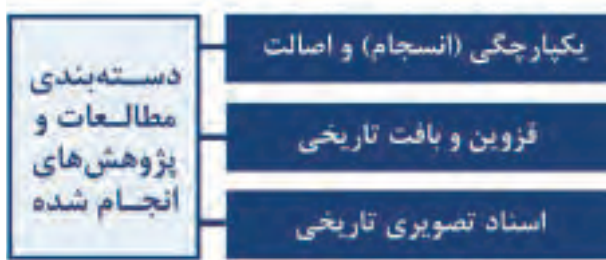 دسته‌بندی
مطالعات و
پژوهش‌های
انجام شده
یکپارچگی (انسجام) و اصالت
قزوین و بافت تاریخی
اسناد تصویری تاریخی